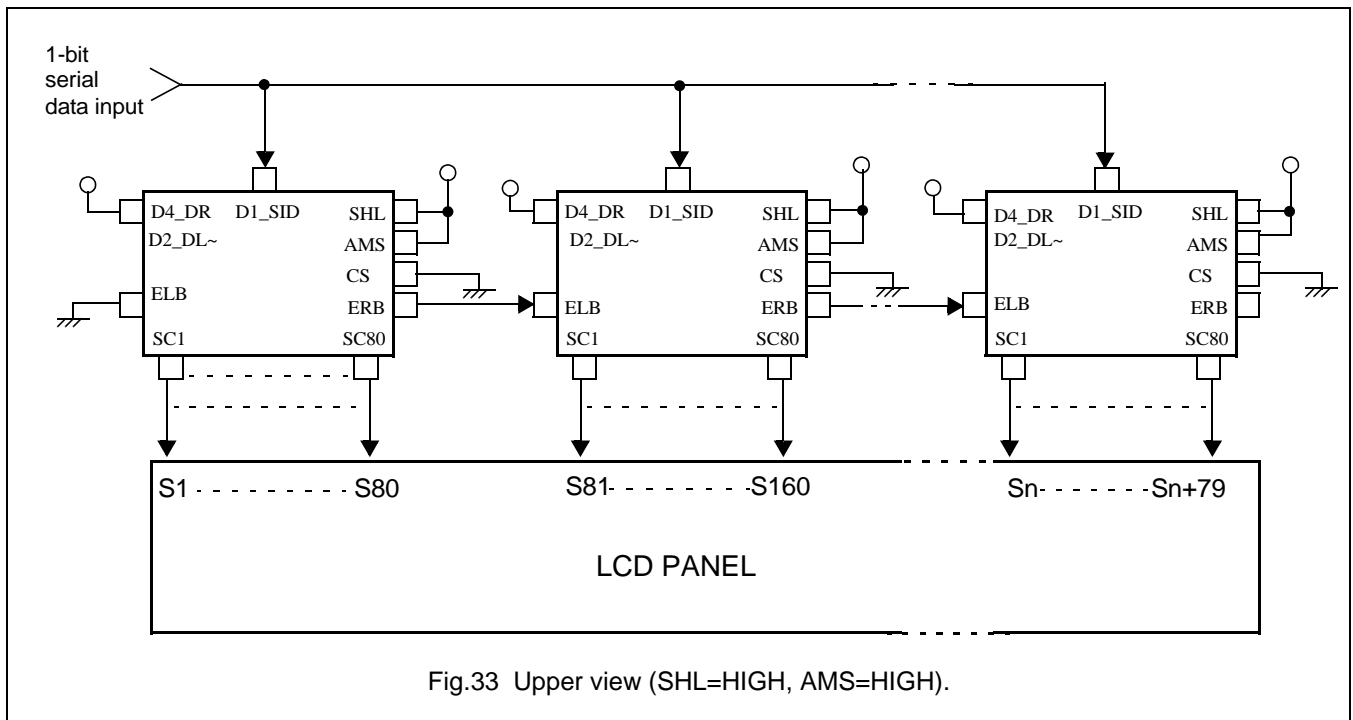 1-bit
serial
data input
D4_DR D1_SID SHL
D2_DL~ AMS
CS
ELB ERB
SC1 SC80
D4_DR D1_SID SHL
D2_DL~ AMS
CS
ELB ERB
SC1 SC80
D4_DR D1_SID SHL
D2_DL~ AMS
CS
ELB ERB
SC1 SC80
S1 S80 S81 S160 Sn Sn+79
LCD PANEL
Fig.33 Upper view (SHL=HIGH, AMS=HIGH).